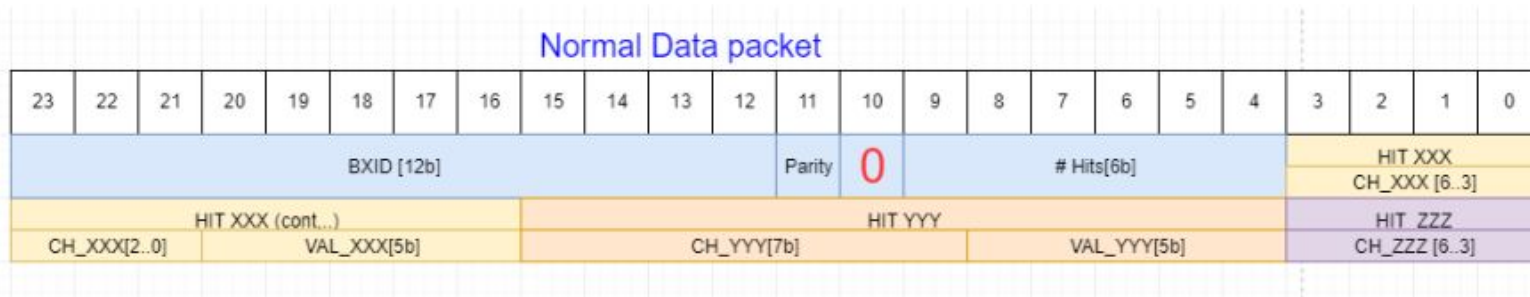 Normal Data packet
23 22 21 20 19 18 17 16 15 14 13 12 11 10 9 8 7 6 5 4 3 2 1 0
BXID [12b] Parity 0 # Hits[6b] HIT XXX
CH_XXX [6..3]
HIT XXX (cont,..) HIT YYY HIT ZZZ
CH_XXX[2..0] VAL_XXX[5b] CH_YYY[7b] VAL_YYY[5b] CH_ZZZ [6..3]